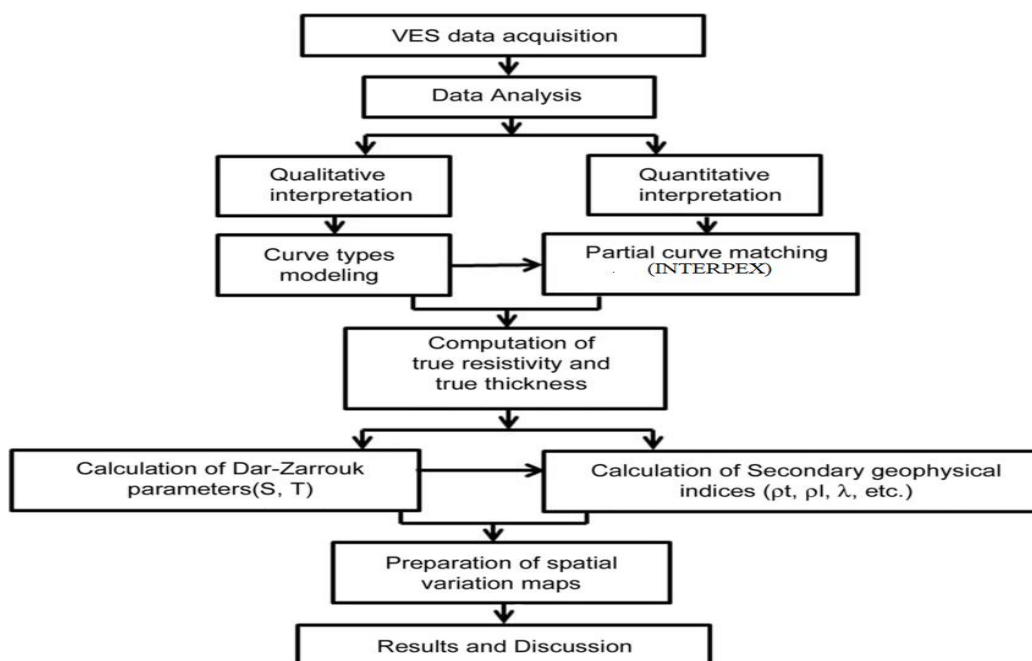 VES data acquisition
Data Analysis
Qualitative
interpretation
Quantitative
interpretation
Curve types
modeling
Partial curve matching
(INTERPEX)
Computation of
true resistivity and
true thickness
Calculation of Dar-Zarrouk
parameters(S, T)
Calculation of Secondary geophysical
indices (ρt, ρl, λ, etc.)
Preparation of spatial
variation maps
Results and Discussion